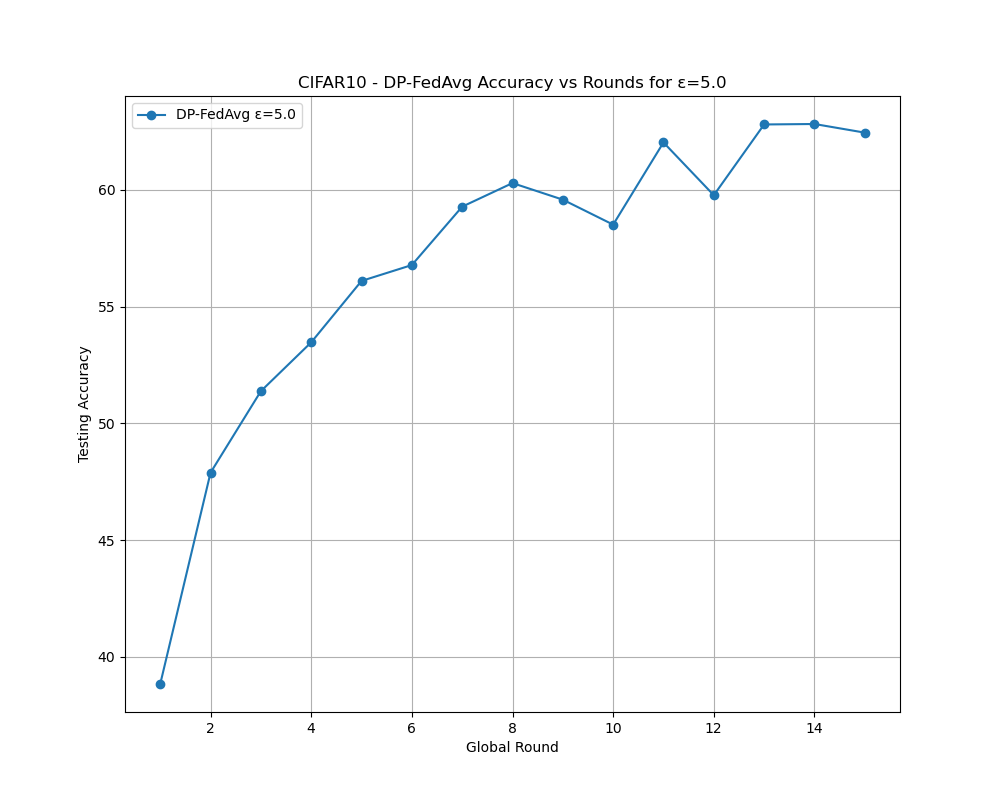 CIFAR10 - DP-FedAvg Accuracy vs Rounds for ε=5.0
DP-FedAvg ε=5.0
Testing Accuracy
60
55
50
45
40
2 4 6 8 10 12 14
Global Round